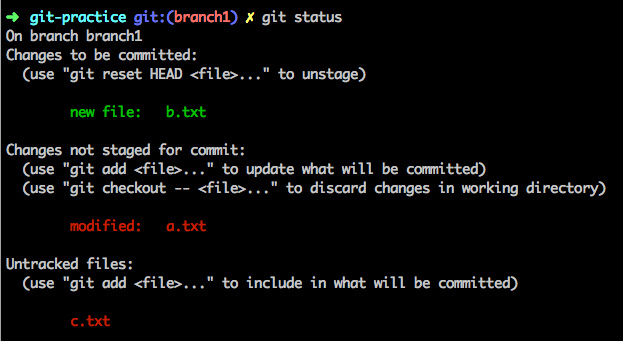 ➜ git-practice git:(branch1) ✗ git status
On branch branch1
Changes to be committed:
  (use "git reset HEAD <file>..." to unstage)
        new file:   b.txt
Changes not staged for commit:
  (use "git add <file>..." to update what will be committed)
  (use "git checkout -- <file>..." to discard changes in working directory)
        modified:   a.txt
Untracked files:
  (use "git add <file>..." to include in what will be committed)
        c.txt